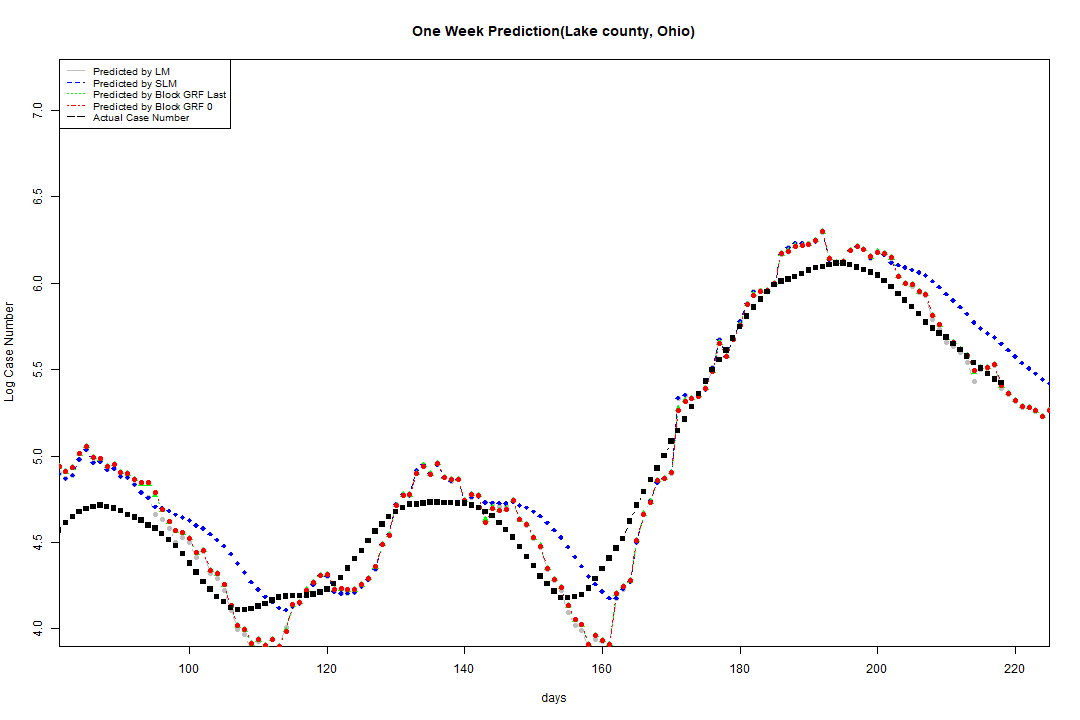 One Week Prediction(Lake county, Ohio)
Predicted by LM
Predicted by SLM
Predicted by Block GRF Last
Predicted by Block GRF 0
Actual Case Number
7.0
6.5
6.0
5.5
5.0
4.5
4.0
Log Case Number
100 120 140 160 180 200 220
days